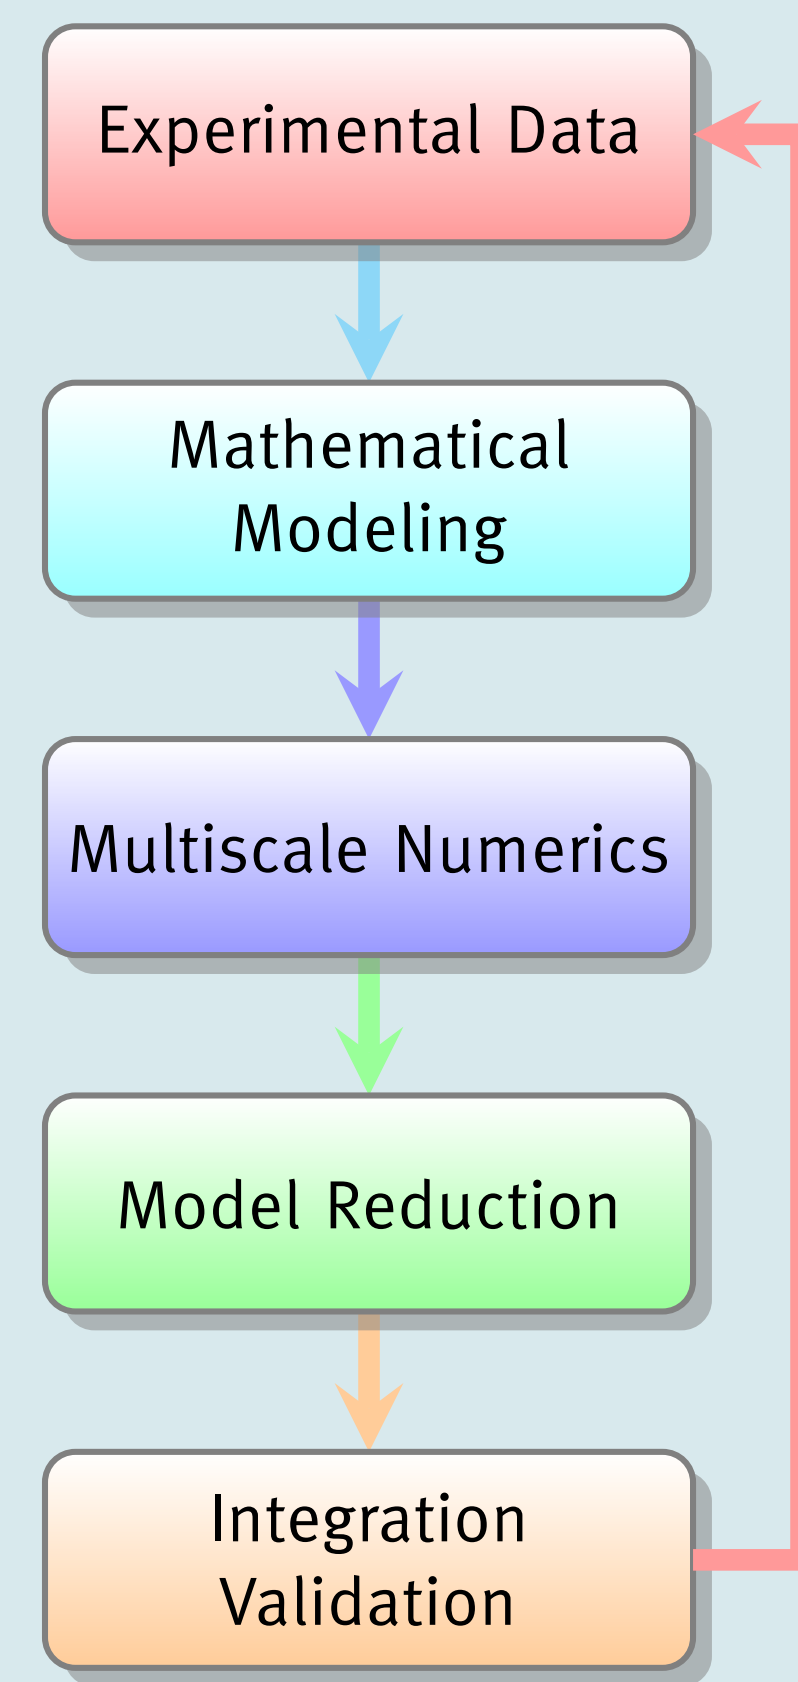 Experimental Data
Mathematical
Modeling
Multiscale Numerics
Model Reduction
Integration
Validation